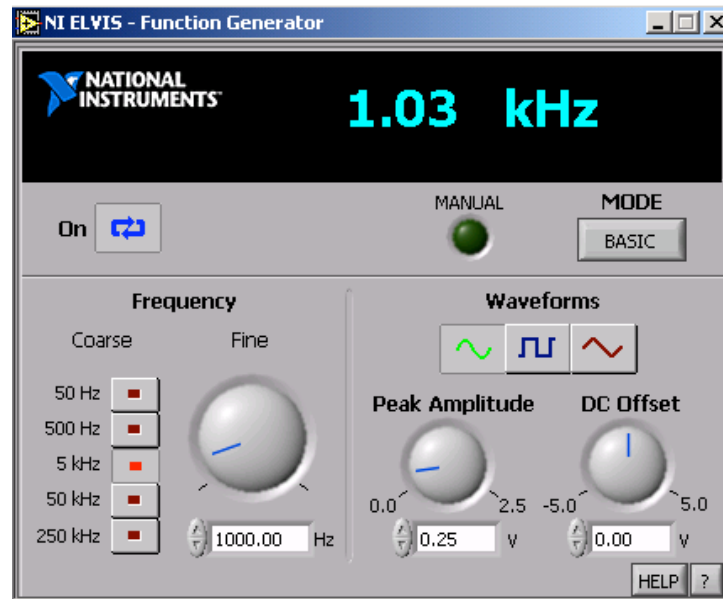 NI ELVIS - Function Generator
NATIONAL
INSTRUMENTS™
1.03 kHz
On
MANUAL
MODE
BASIC
Frequency
Coarse
Fine
50 Hz
500 Hz
5 kHz
50 kHz
250 kHz
1000.00 Hz
Waveforms
Peak Amplitude
0.0 2.5
0.25 V
DC Offset
-5.0 5.0
0.00 V
HELP ?